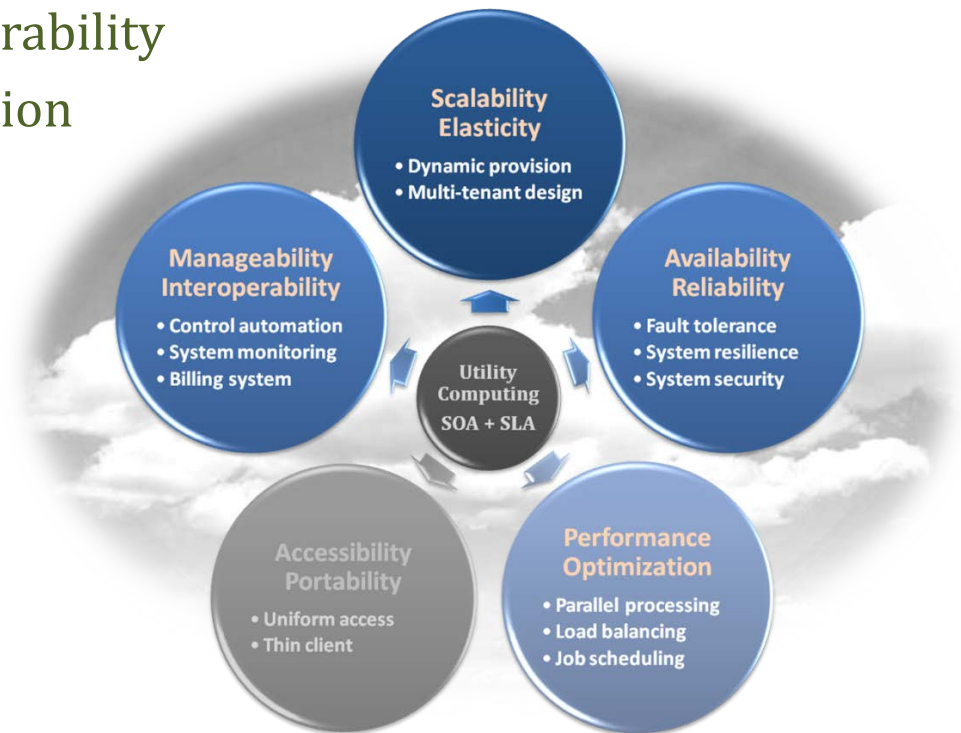 rability
ion
Scalability
Elasticity
• Dynamic provision
• Multi-tenant design
Manageability
Interoperability
• Control automation
• System monitoring
• Billing system
Availability
Reliability
• Fault tolerance
• System resilience
• System security
Utility
Computing
SOA + SLA
Accessibility
Portability
• Uniform access
• Thin client
Performance
Optimization
• Parallel processing
• Load balancing
• Job scheduling